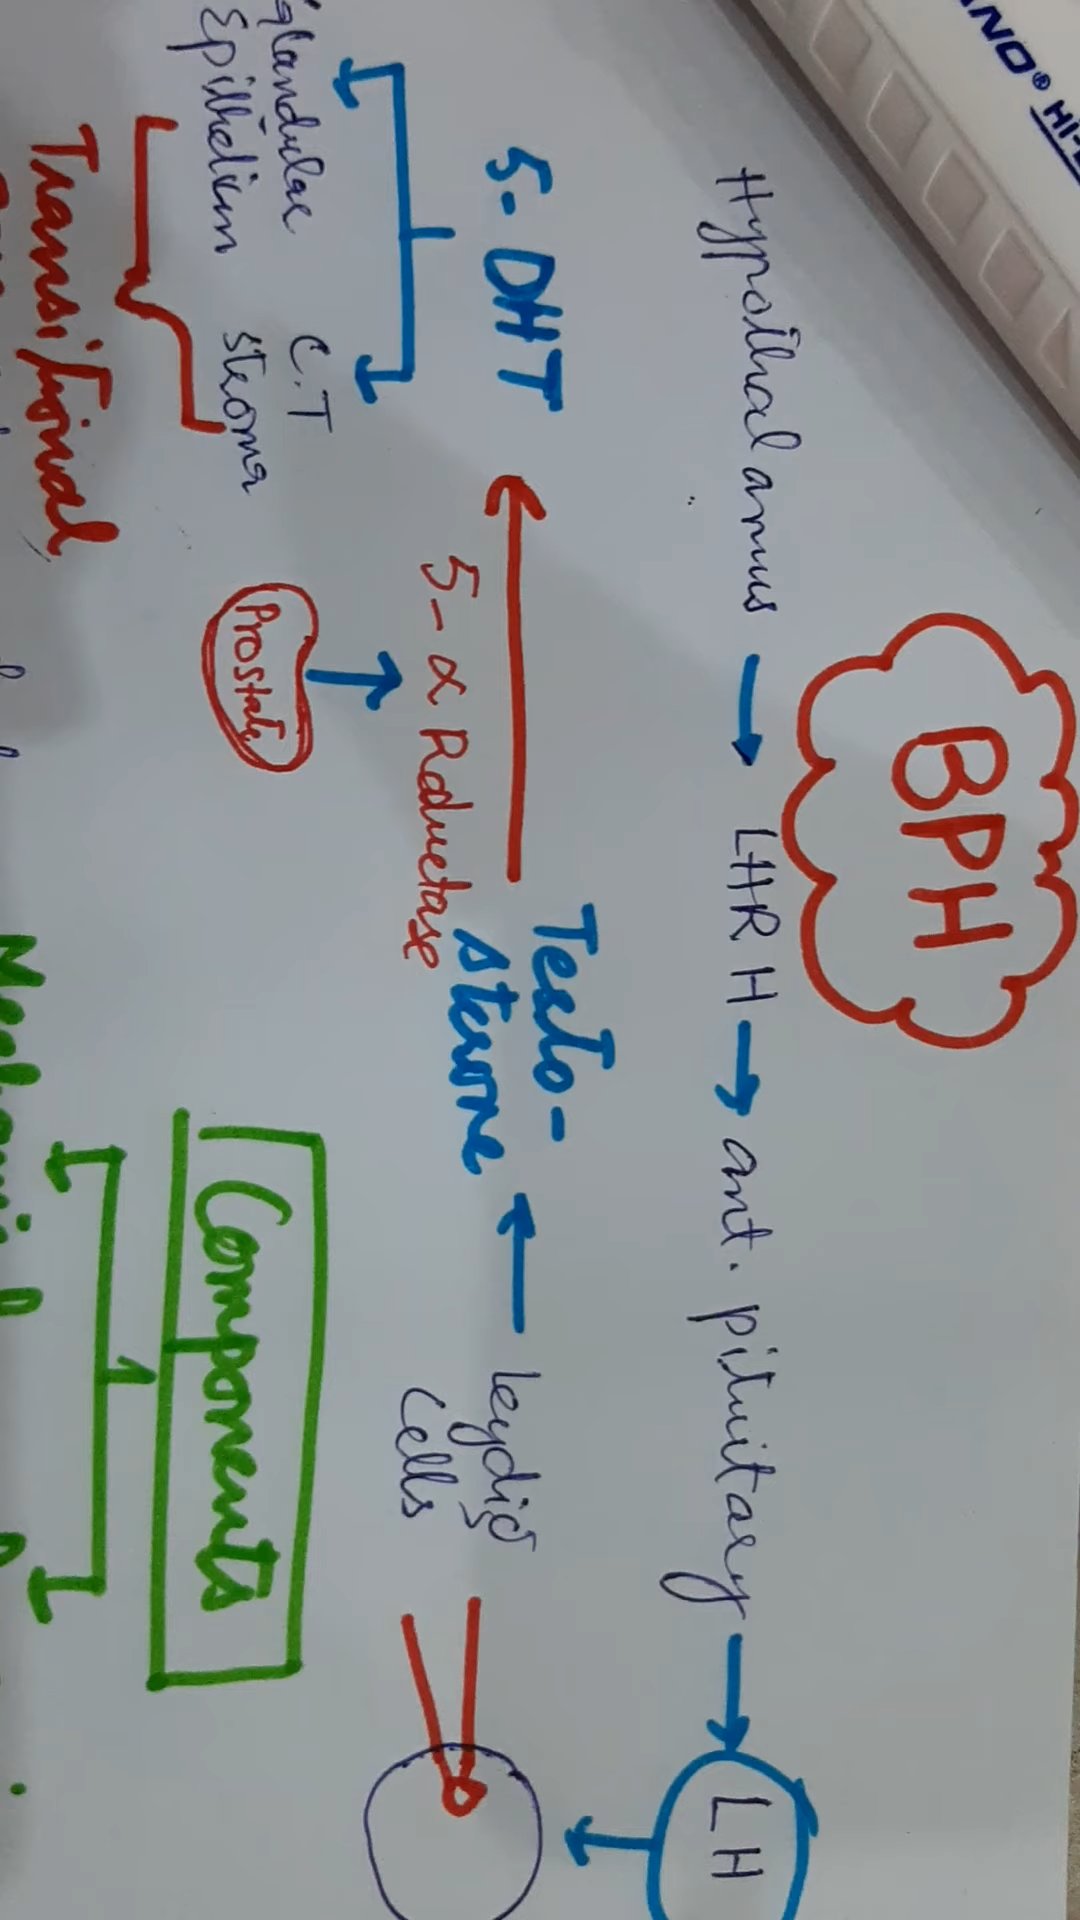 BPH
Hypothalamus → LHRH → ant. pituitary → LH
5-DHT
Testo-
sterone
Leydig
Cells
5-α Reductase
glandular
Epithelium
C.T
stroma
Prostate
Transitional
Components